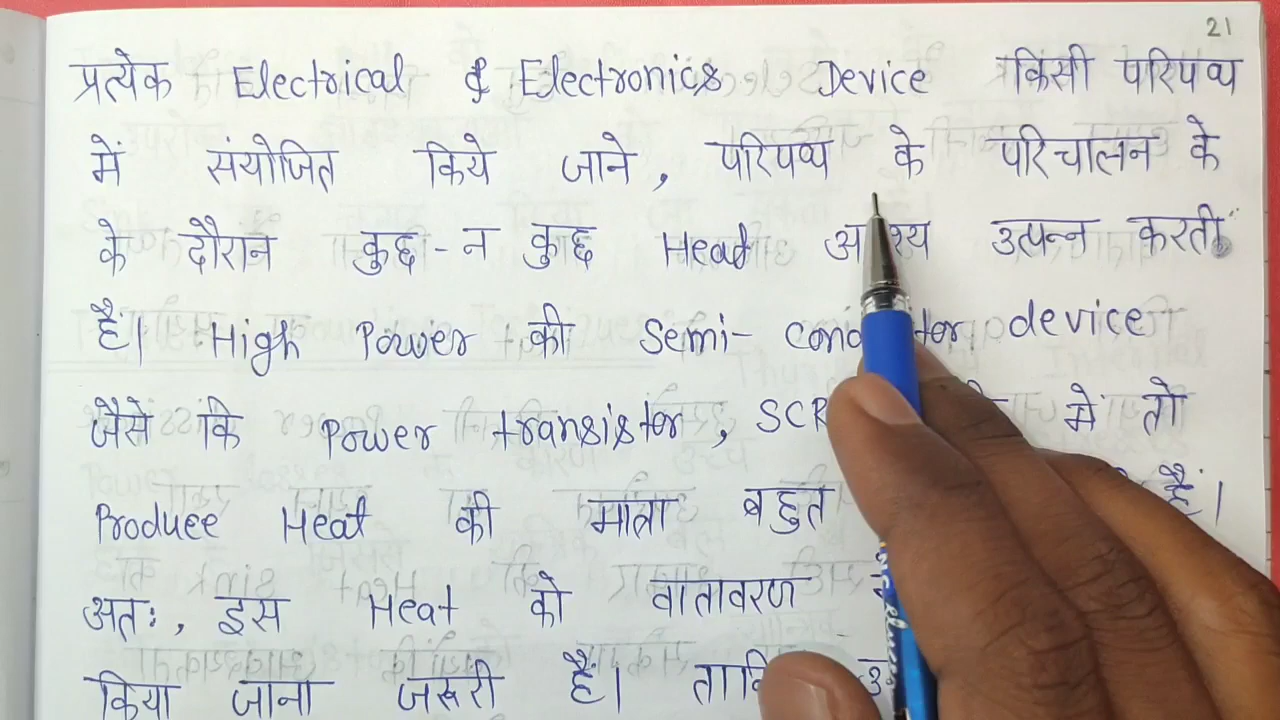 21
प्रत्येक Electrical & Electronics Device किसी परिपथ
में संयोजित किये जाने, परिपथ के परिचालन के
के दौरान कुछ-न कुछ Heat उत्पन्न करती
हैं। High Power की Semi- device
जैसे कि Power transistor, SCR में तो
Produce Heat की मात्रा बहुत हैं।
अतः, इस Heat को वातावरण
किया जाना जरूरी हैं।